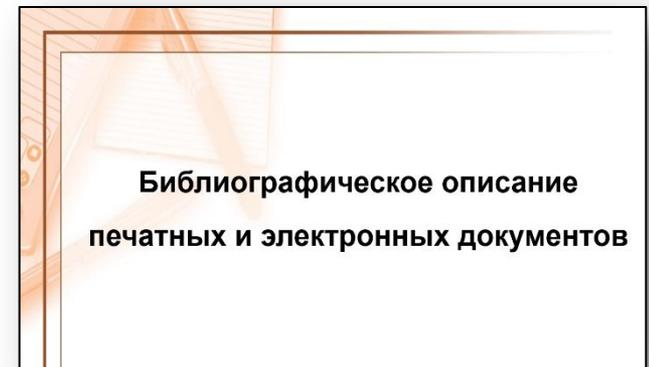 Библиографическое описание
печатных и электронных документов